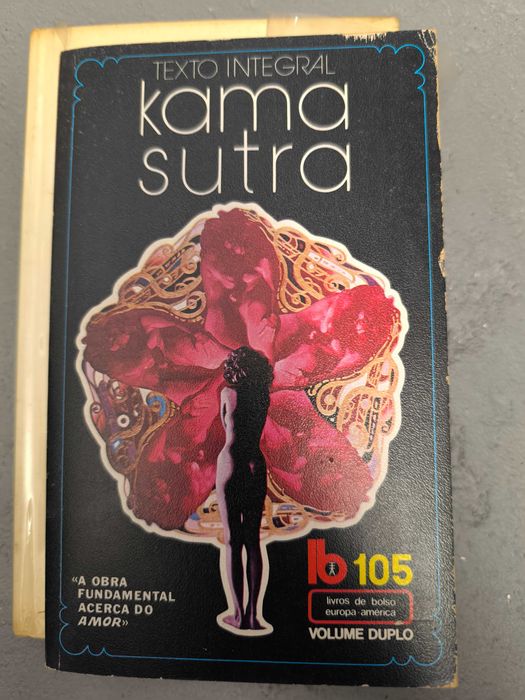 TEXTO INTEGRAL
kama
sutra
«A OBRA
FUNDAMENTAL
ACERCA DO
AMOR»
lb 105
livros de bolso
europa-américa
VOLUME DUPLO